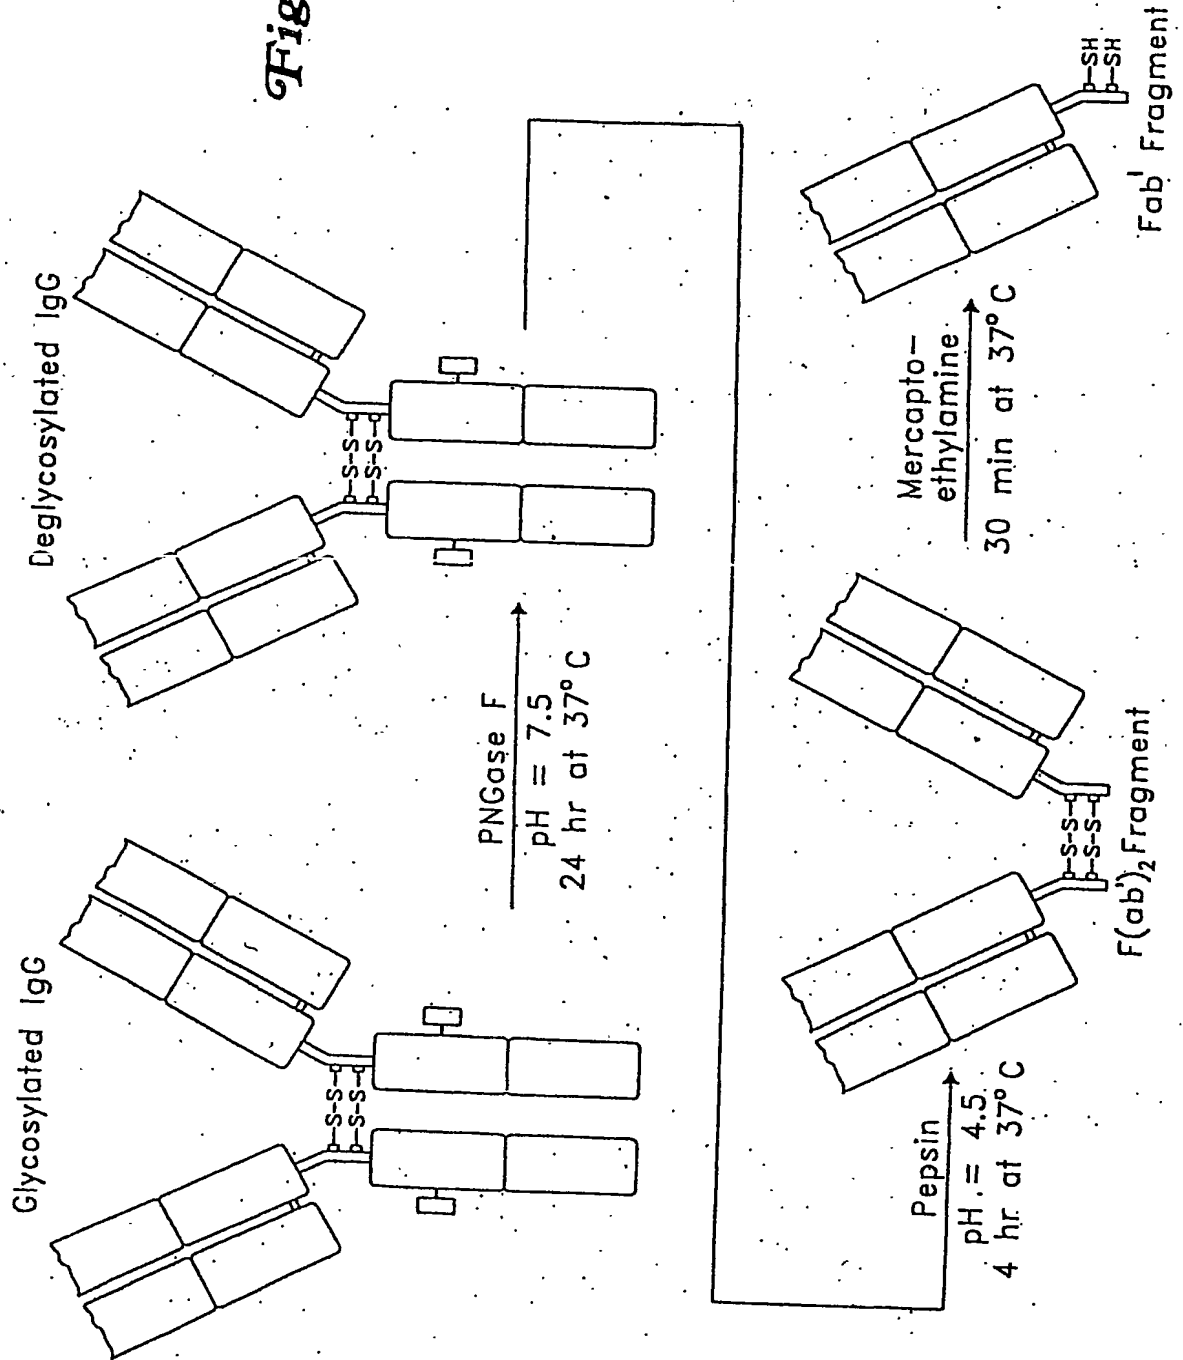 Fig
Glycosylated IgG
S-S
S-S
PNGase F
pH = 7.5
24 hr at 37° C
Deglycosylated IgG
S-S
S-S
Pepsin
pH = 4.5
4 hr at 37° C
S-S
S-S
F(ab')₂ Fragment
Mercapto-
ethylamine
30 min at 37° C
SH
SH
Fab' Fragment